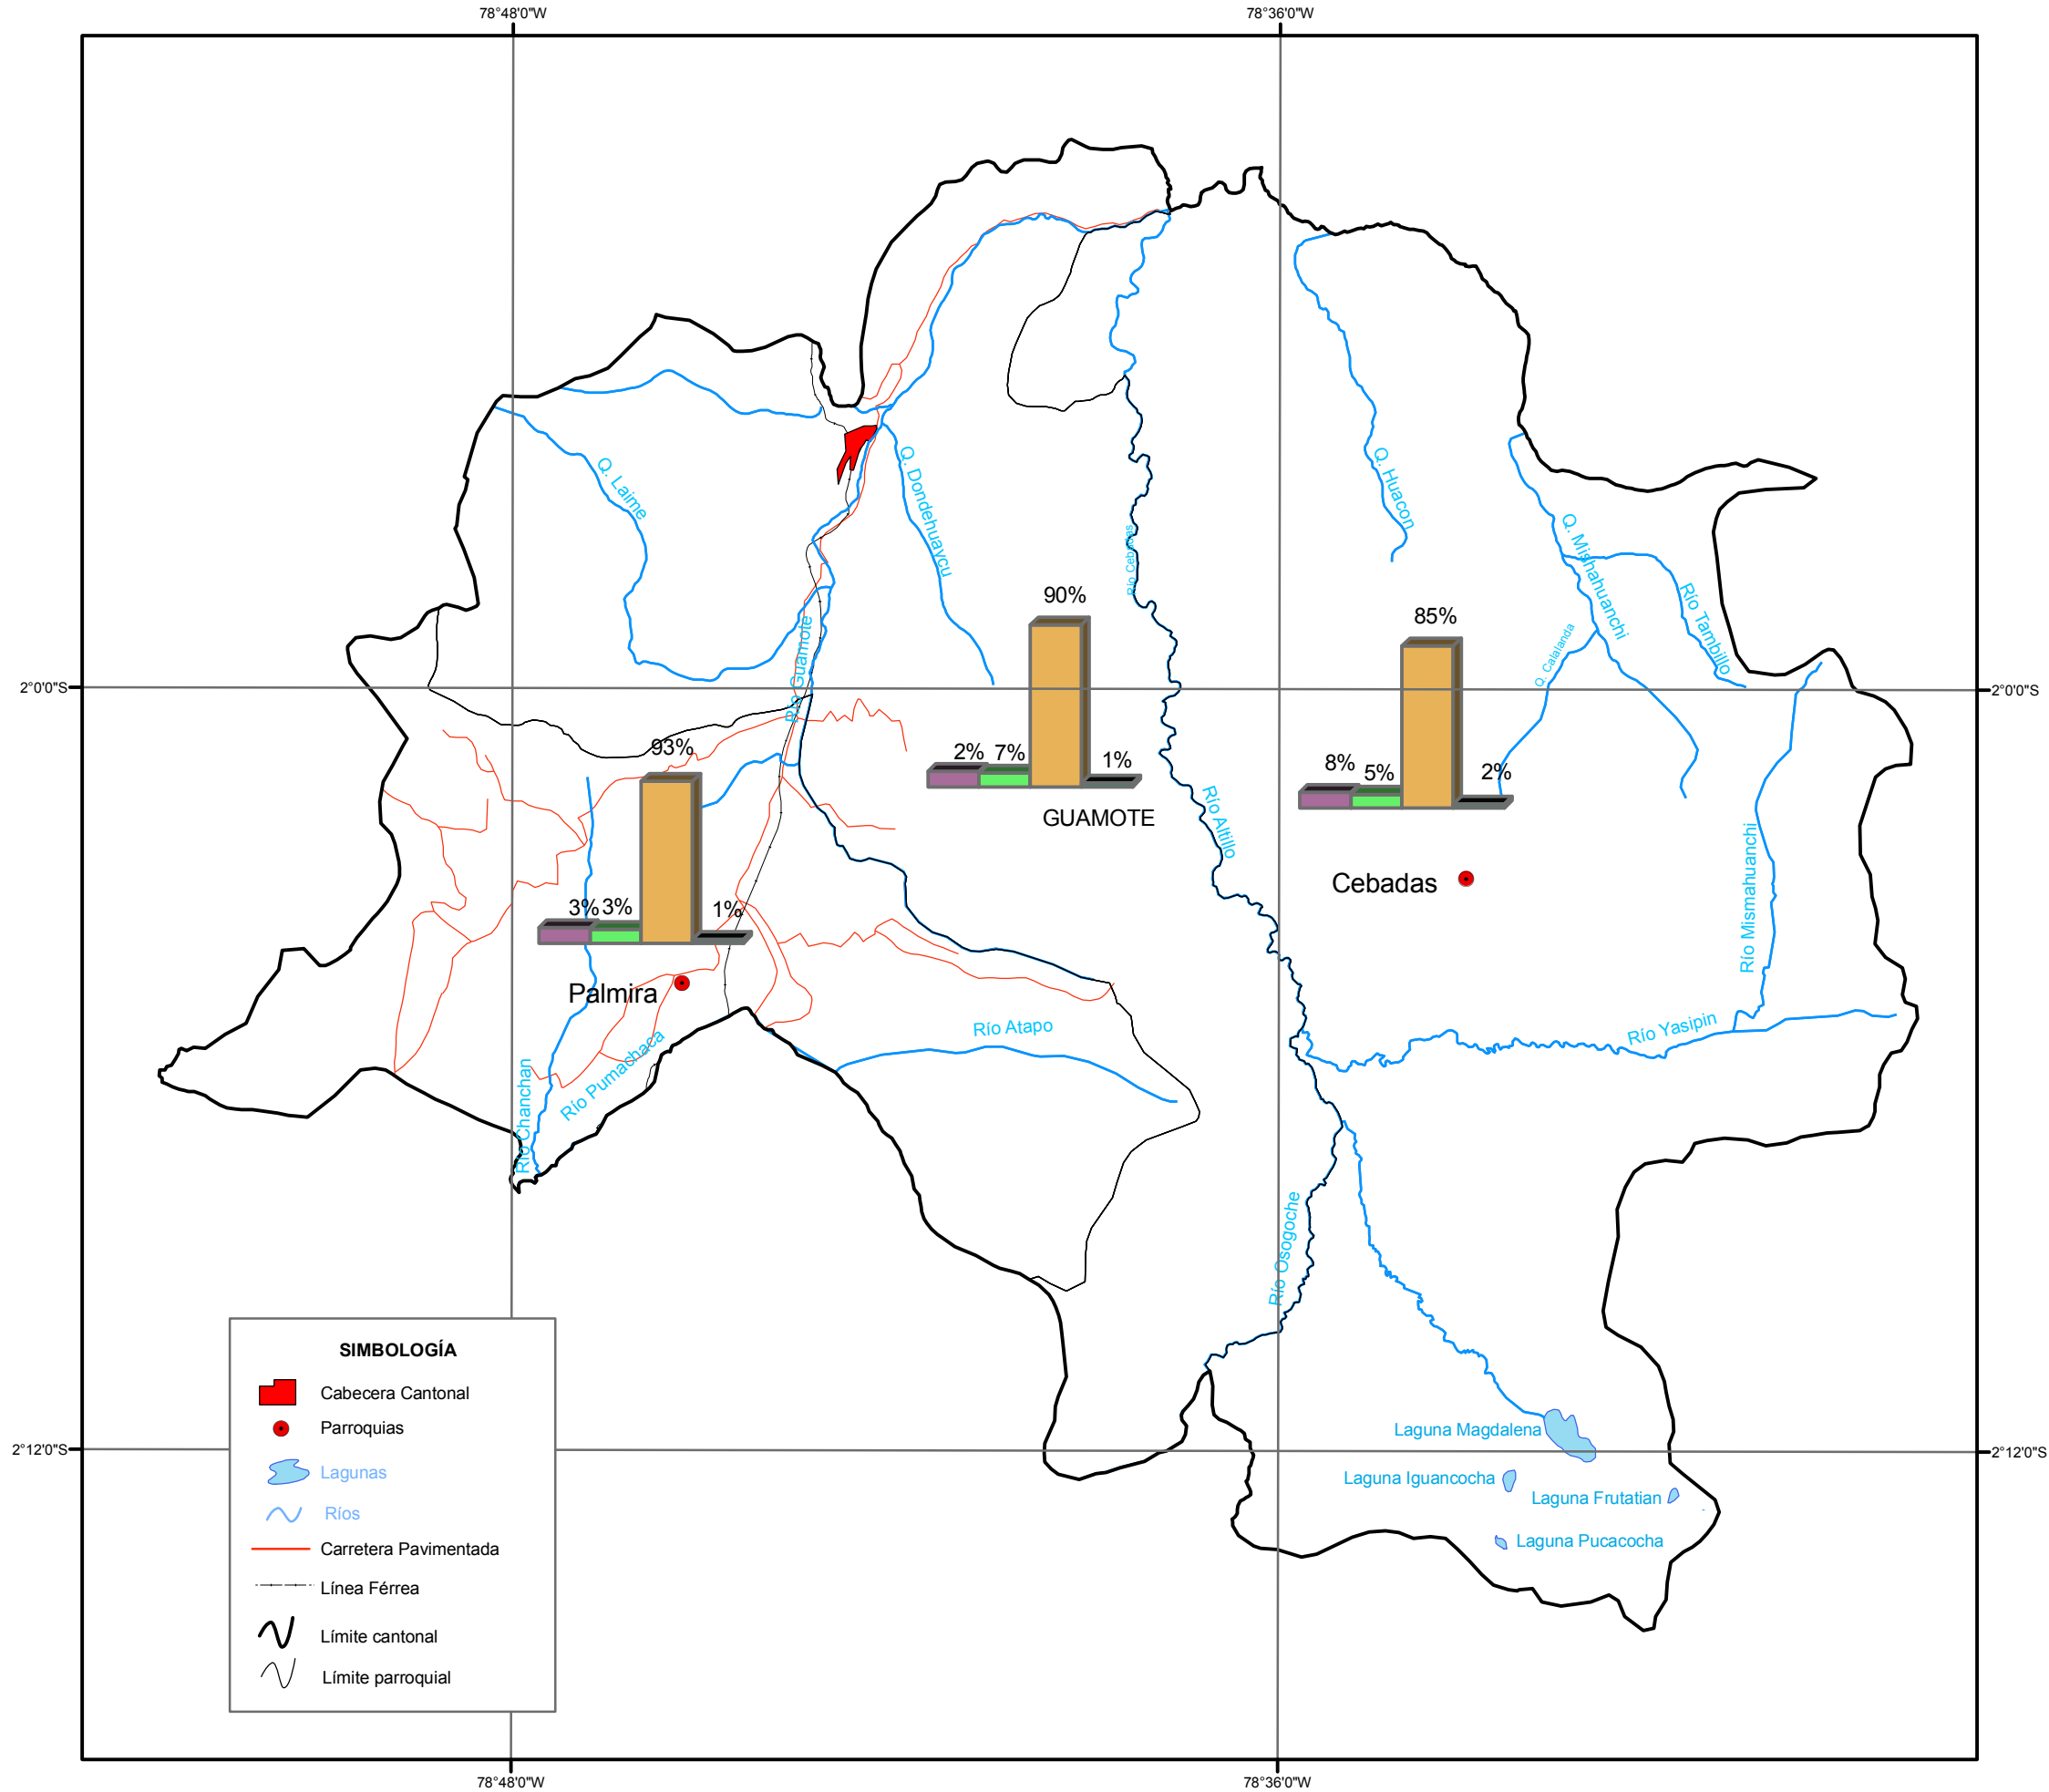 78°48'0"W
78°36'0"W
Q. Laime
Q. Dondehuaycu
Río Cebadas
Q. Huacon
Q. Mishahuanchi
Río Tambillo
Q. Calalanda
Río Guamote
90%
85%
2°0'0"S
2°0'0"S
93%
2%
7%
1%
8%
5%
2%
GUAMOTE
Río Altillo
Cebadas
Río Mismahuanchi
3%
3%
1%
Palmira
Río Atapo
Río Yasipin
Río Pumachaca
Río Chanchan
Río Osogoche
SIMBOLOGÍA
Cabecera Cantonal
Parroquias
Lagunas
Ríos
Carretera Pavimentada
Línea Férrea
Límite cantonal
Límite parroquial
Laguna Magdalena
2°12'0"S
2°12'0"S
Laguna Iguancocha
Laguna Frutatian
Laguna Pucacocha
78°48'0"W
78°36'0"W